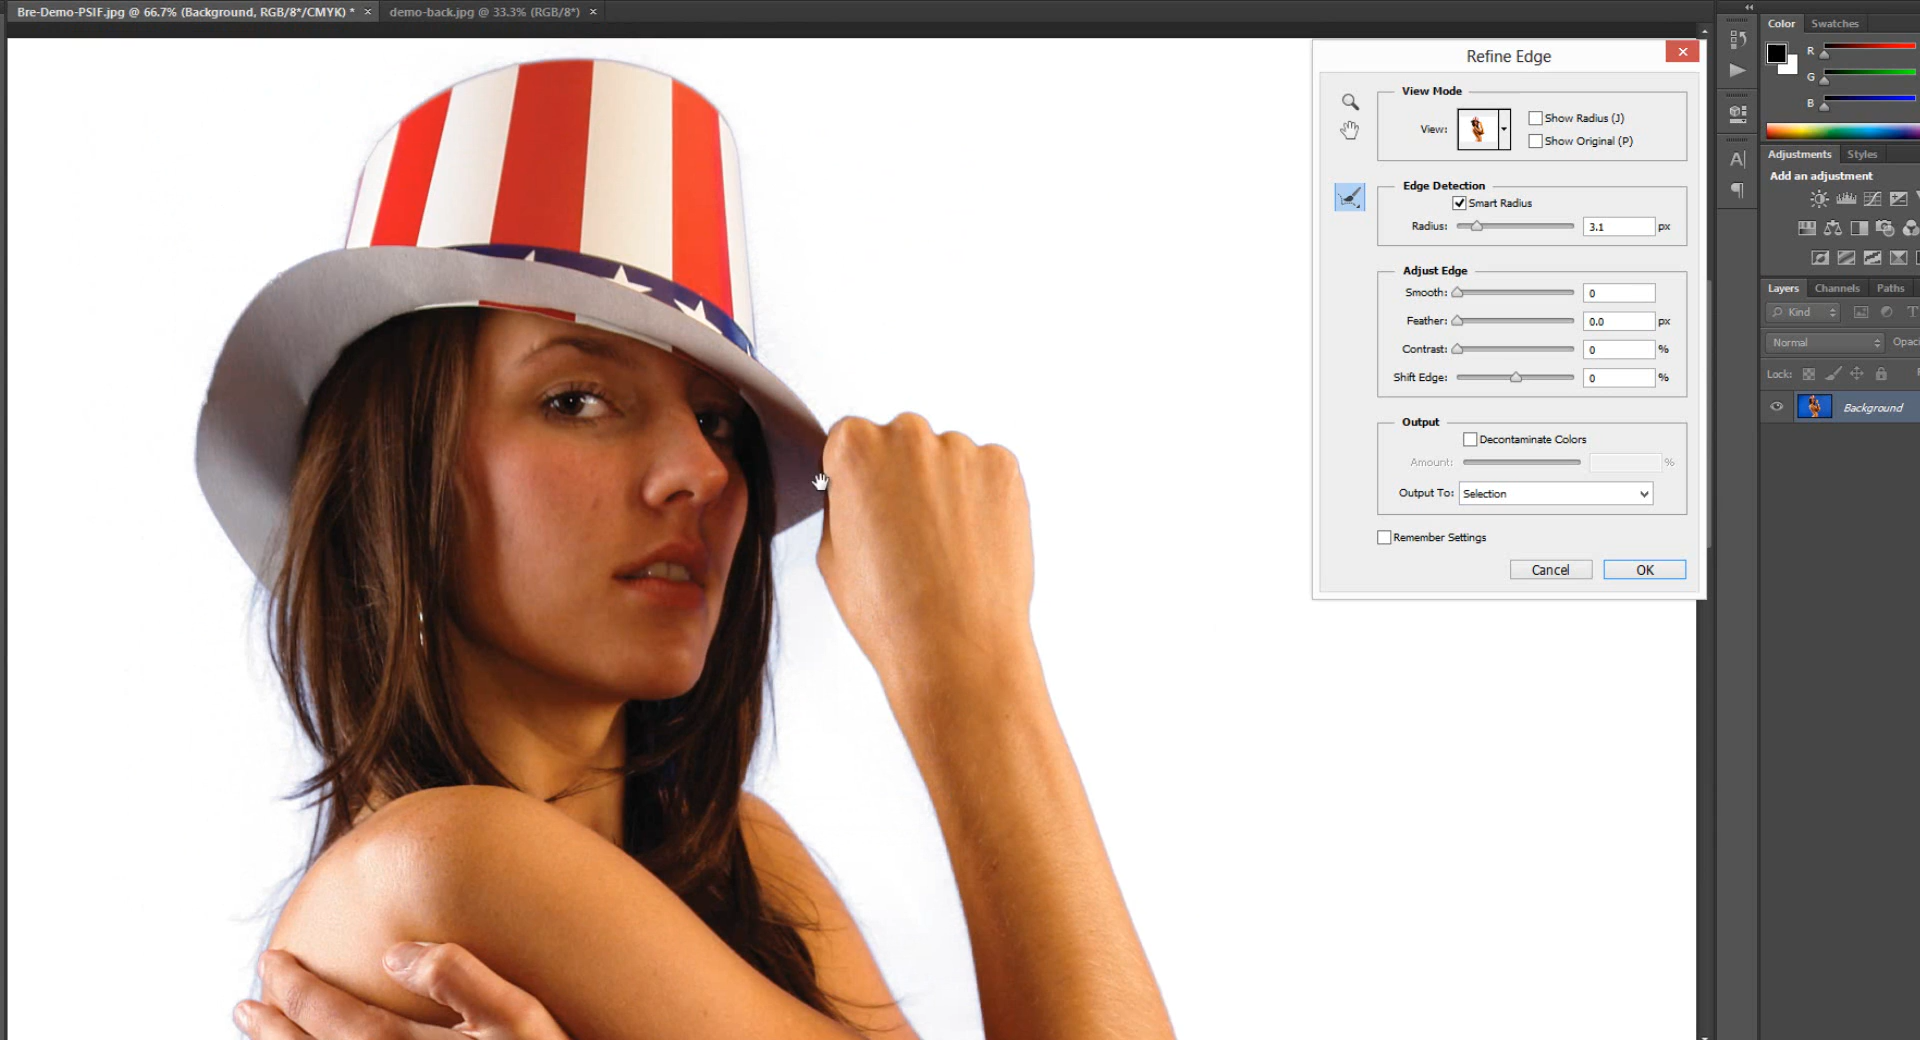 Bre-Demo-PSIF.jpg @ 66.7% (Background, RGB/8*/CMYK) * ×
demo-back.jpg @ 33.3% (RGB/8*) ×
Refine Edge
View Mode
View:
Show Radius (J)
Show Original (P)
Edge Detection
Smart Radius
Radius: 3.1 px
Adjust Edge
Smooth: 0
Feather: 0.0 px
Contrast: 0 %
Shift Edge: 0 %
Output
Decontaminate Colors
Amount: %
Output To: Selection
Remember Settings
Cancel OK
Color Swatches
R
G
B
Adjustments Styles
Add an adjustment
Layers Channels Paths
Kind
Normal Opac
Lock:
Background